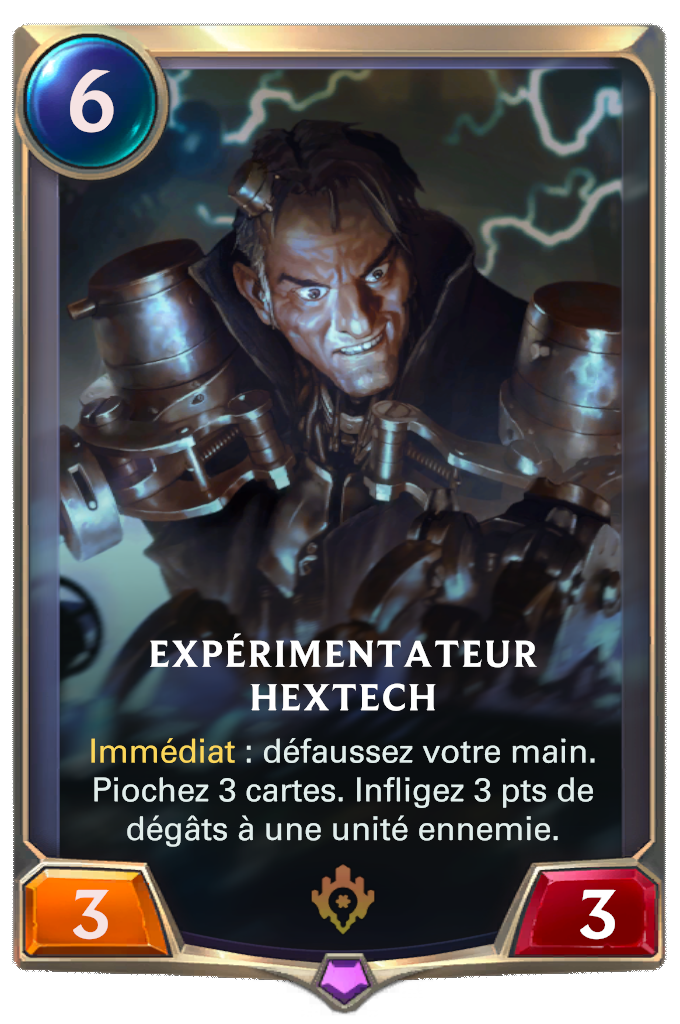 6
EXPÉRIMENTATEUR
HEXTECH
Immédiat : défaussez votre main.
Piochez 3 cartes. Infligez 3 pts de
dégâts à une unité ennemie.
3
3